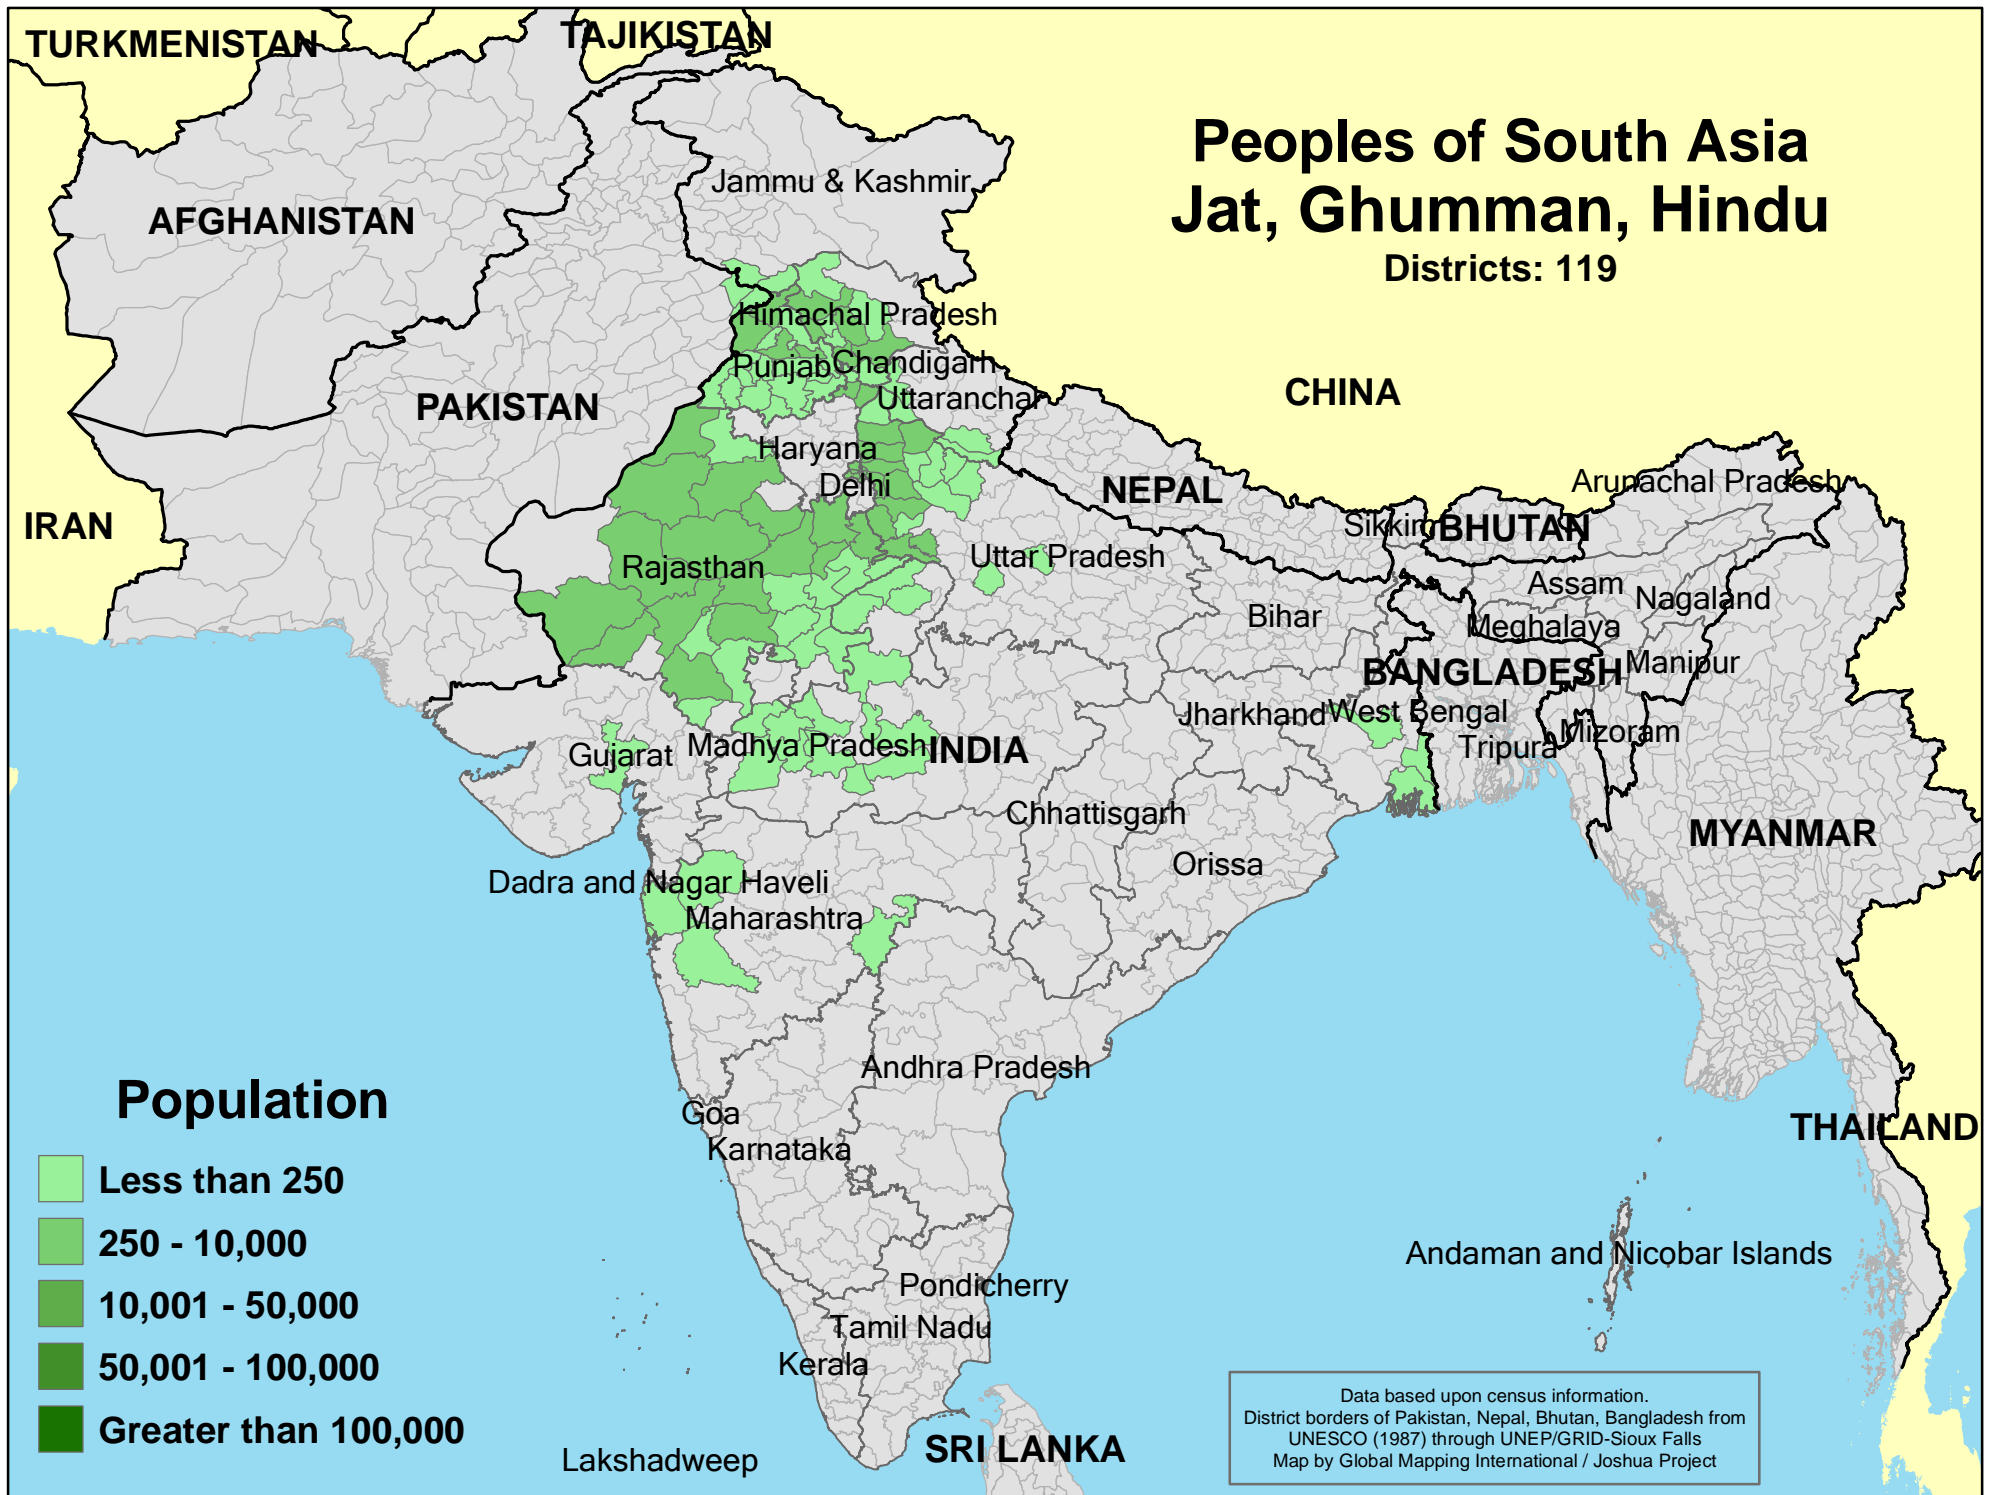 TURKMENISTAN
TAJIKISTAN
Peoples of South Asia
Jat, Ghumman, Hindu
Districts: 119
Jammu & Kashmir
AFGHANISTAN
Himachal Pradesh
Punjab
Chandigarh
CHINA
Uttaranchal
PAKISTAN
Haryana
Delhi
NEPAL
Arunachal Pradesh
IRAN
Sikkim
BHUTAN
Rajasthan
Uttar Pradesh
Assam
Nagaland
Bihar
Meghalaya
BANGLADESH
Manipur
Jharkhand
West Bengal
Gujarat
Madhya Pradesh
INDIA
Tripura
Mizoram
Chhattisgarh
MYANMAR
Orissa
Dadra and Nagar Haveli
Maharashtra
Andhra Pradesh
Population
Goa
Karnataka
THAILAND
Less than 250
250 - 10,000
10,001 - 50,000
50,001 - 100,000
Greater than 100,000
Andaman and Nicobar Islands
Pondicherry
Tamil Nadu
Kerala
Lakshadweep
SRI LANKA
Data based upon census information.
District borders of Pakistan, Nepal, Bhutan, Bangladesh from
UNESCO (1987) through UNEP/GRID-Sioux Falls
Map by Global Mapping International / Joshua Project